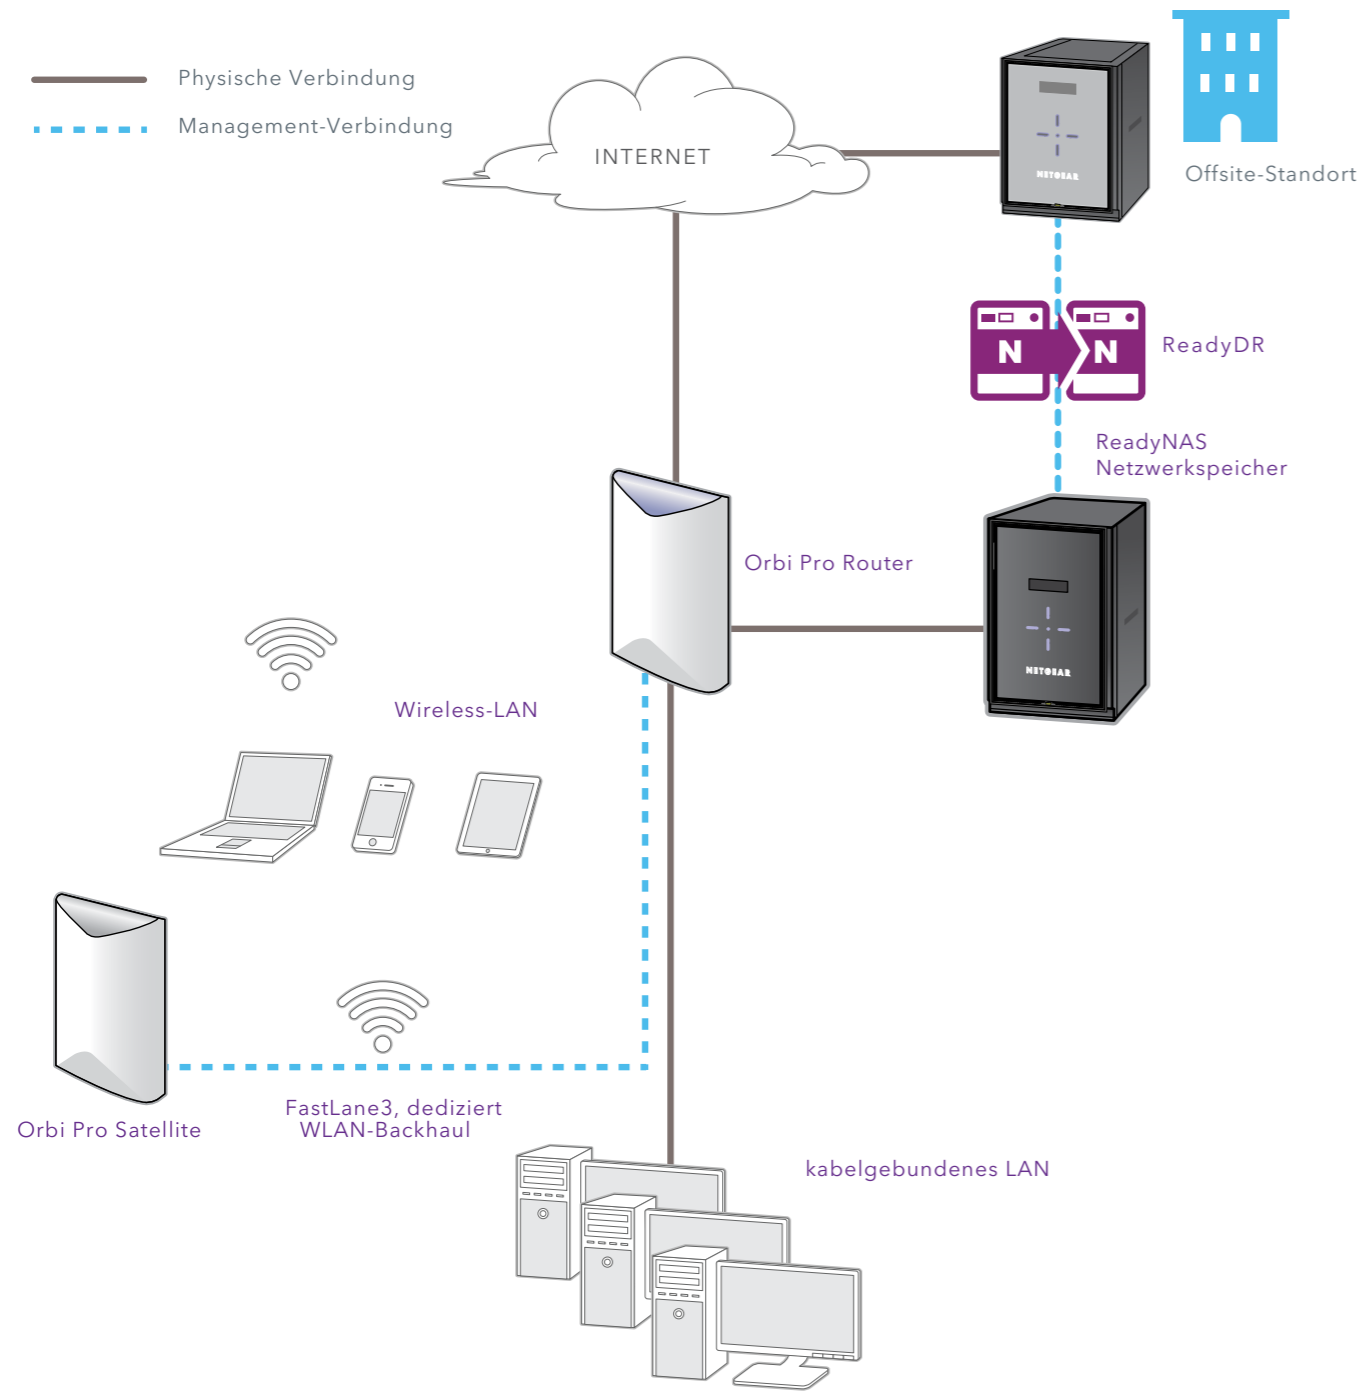 Physische Verbindung
Management-Verbindung
INTERNET
NETGEAR
Offsite-Standort
N N
ReadyDR
ReadyNAS
Netzwerkspeicher
Orbi Pro Router
NETGEAR
Wireless-LAN
FastLane3, dediziert
WLAN-Backhaul
Orbi Pro Satellite
kabelgebundenes LAN